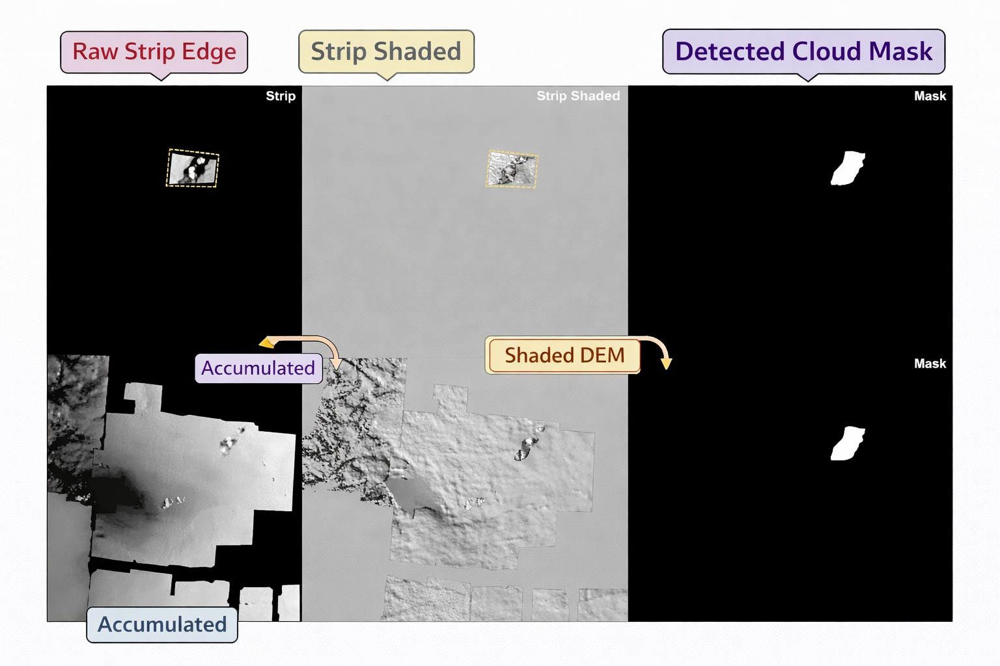 Raw Strip Edge
Strip Shaded
Detected Cloud Mask
Strip
Strip Shaded
Mask
Accumulated
Shaded DEM
Mask
Accumulated